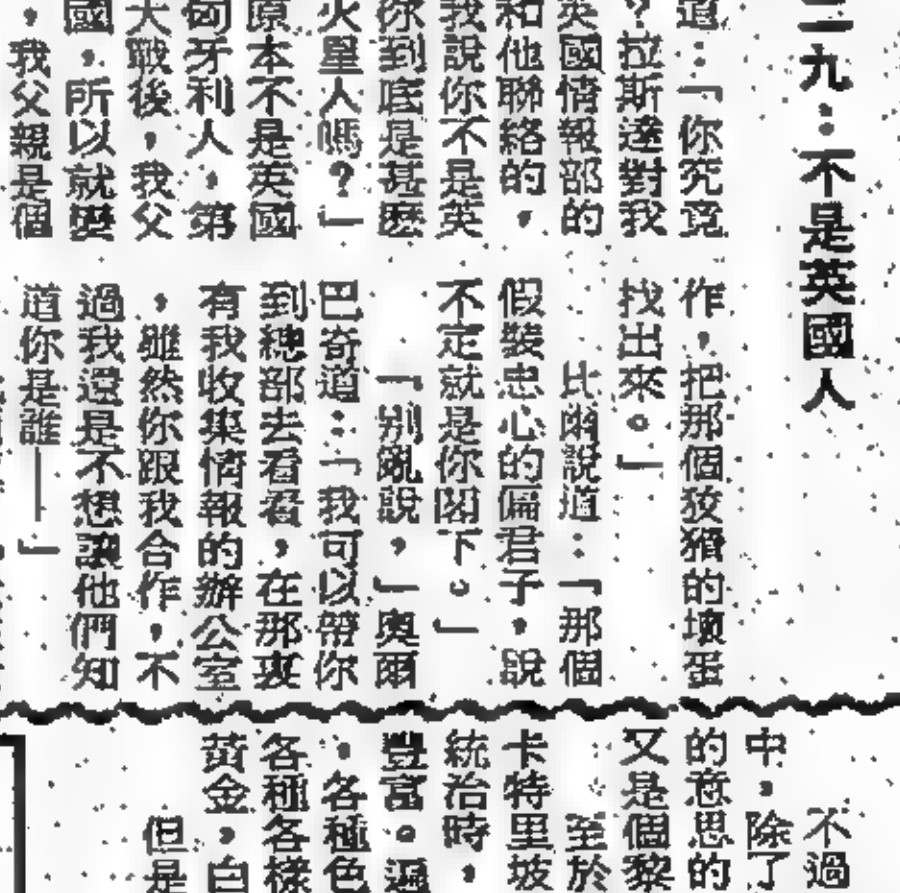 二九：不是英國人
道：「你究竟
？拉斯達對我
英國情報部的
和他聯絡的，
我說你不是英
你到底是甚麼
火星人嗎？」
原本不是英國
匈牙利人，第
大戰後，我父
國，所以就變
，我父親是個
作，把那個狡猾的壞蛋
找出來。」
比爾說道：「那個
假裝忠心的偏君子，說
不定就是你閣下。」
「別亂說，」奧爾
巴奇道：「我可以帶你
到總部去看看，在那裏
有我收集情報的辦公室
，雖然你跟我合作，不
過我還是不想讓他們知
道你是誰——」
不過
中，除了
的意思的
又是個黎
至於
卡特里坡
統治時，
豐富。遍
，各種色
各種各樣
黃金，白
但是